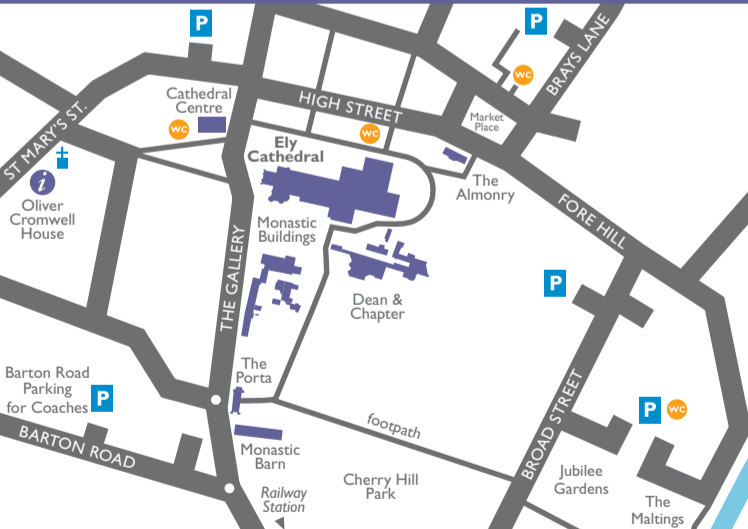 P
P
BRAYS LANE
WC
Cathedral
Centre
WC
HIGH STREET
WC
Market
Place
ST MARY'S ST.
Ely
Cathedral
The
Almonry
i
Oliver
Cromwell
House
FORE HILL
Monastic
Buildings
THE GALLERY
Dean &
Chapter
P
The
Porta
Barton Road
Parking
for Coaches
P
footpath
BROAD STREET
P
WC
BARTON ROAD
Monastic
Barn
Railway
Station
Cherry Hill
Park
Jubilee
Gardens
The
Maltings